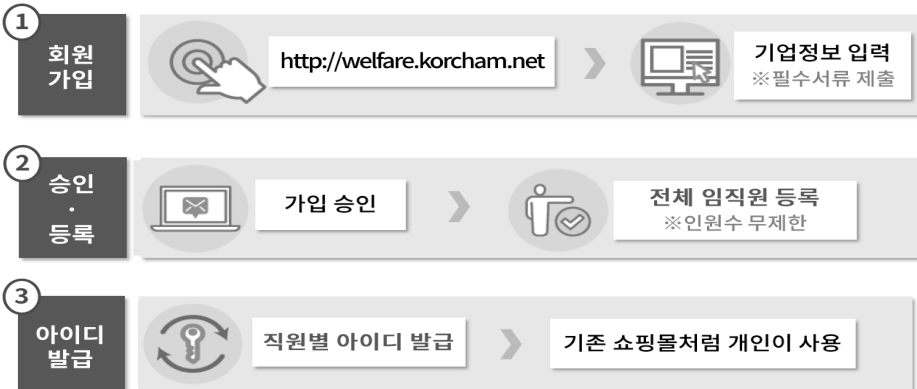 1
회원
가입
http://welfare.korcham.net
기업정보 입력
※필수서류 제출
2
승인
·
등록
가입 승인
전체 임직원 등록
※인원수 무제한
3
아이디
발급
직원별 아이디 발급
기존 쇼핑몰처럼 개인이 사용